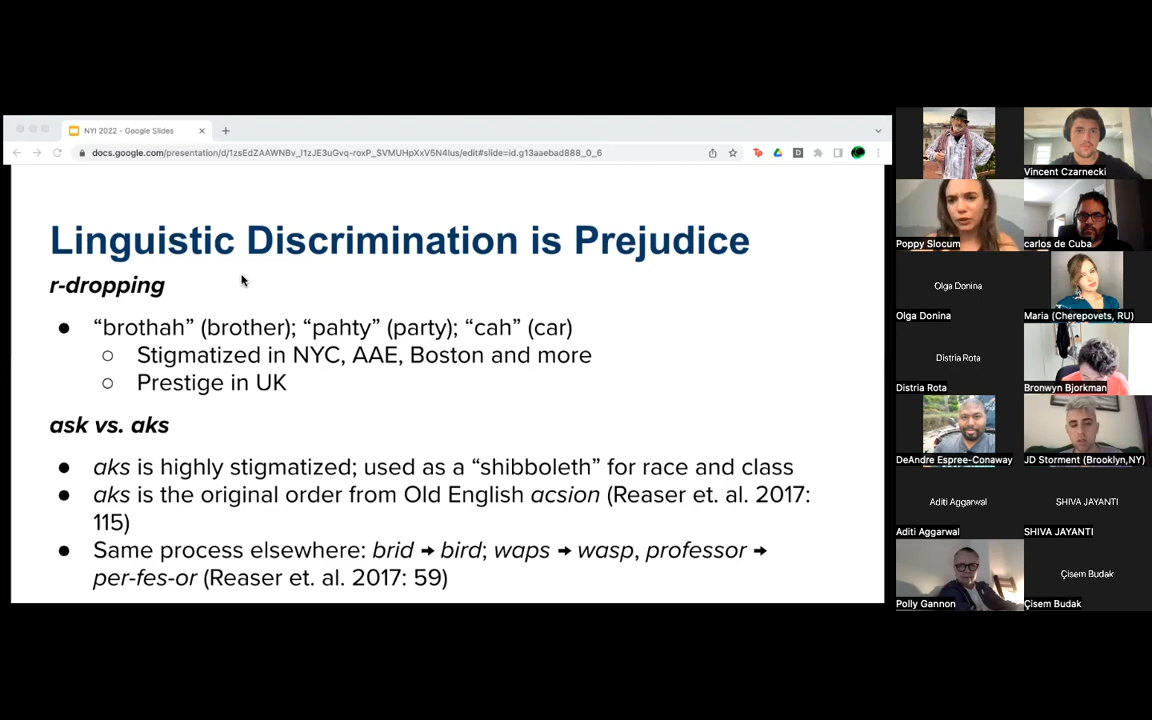 NYI 2022 - Google Slides
docs.google.com/presentation/d/1zsEdZAAWNBv_J1zJE3uGvq-roxP_SVMUHpXxV5N4Ius/edit#slide=id.g13aaebad888_0_6
Linguistic Discrimination is Prejudice
r-dropping
● “brothah” (brother); “pahty” (party); “cah” (car)
○ Stigmatized in NYC, AAE, Boston and more
○ Prestige in UK
ask vs. aks
● aks is highly stigmatized; used as a “shibboleth” for race and class
● aks is the original order from Old English acsion (Reaser et. al. 2017:
115)
● Same process elsewhere: brid → bird; waps → wasp, professor →
per-fes-or (Reaser et. al. 2017: 59)
Vincent Czarnecki
Poppy Slocum
carlos de Cuba
Olga Donina
Olga Donina
Maria (Cherepovets, RU)
Distria Rota
Distria Rota
Bronwyn Bjorkman
DeAndre Espree-Conaway
JD Storment (Brooklyn,NY)
Aditi Aggarwal
SHIVA JAYANTI
Aditi Aggarwal
SHIVA JAYANTI
Çisem Budak
Polly Gannon
Çisem Budak